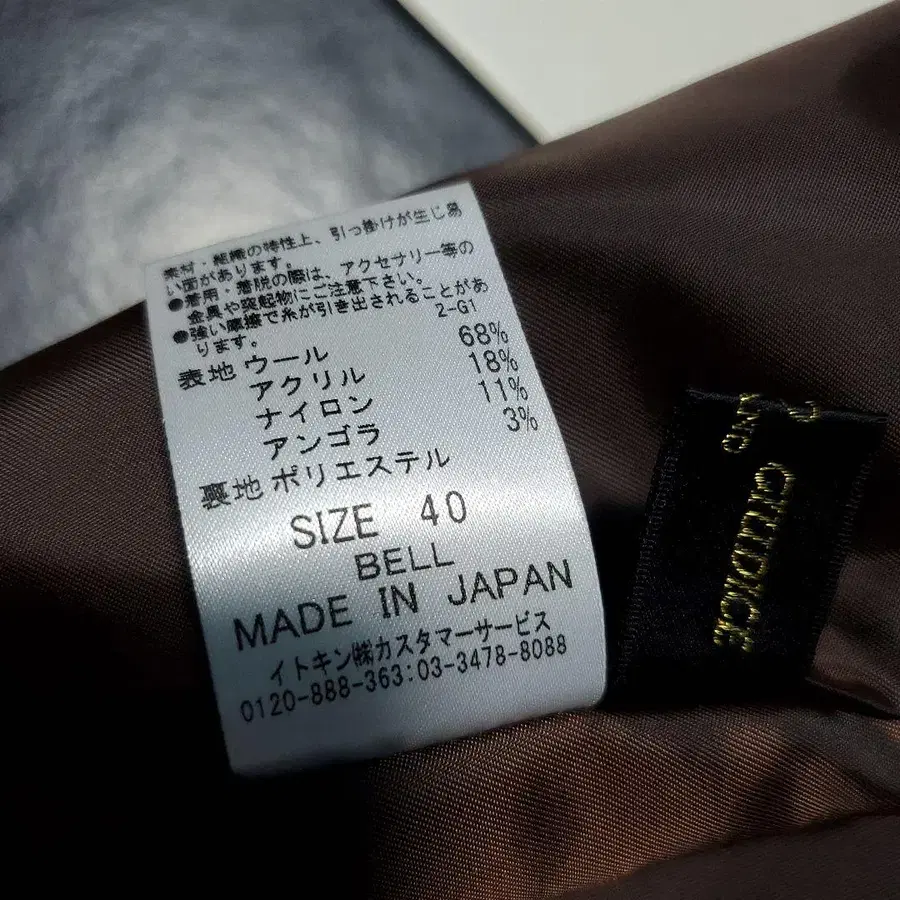 素材・組織の特性上、引っ掛けが生じ易
い面があります。
●着用・着脱の際は、アクセサリー等の
金具や突起物にご注意下さい。
●強い摩擦で糸が引き出されることがあ
ります。 2-G1
表地 ウール 68%
アクリル 18%
ナイロン 11%
アンゴラ 3%
裏地 ポリエステル
SIZE 40
BELL
MADE IN JAPAN
イトキン㈱カスタマーサービス
0120-888-363:03-3478-8088